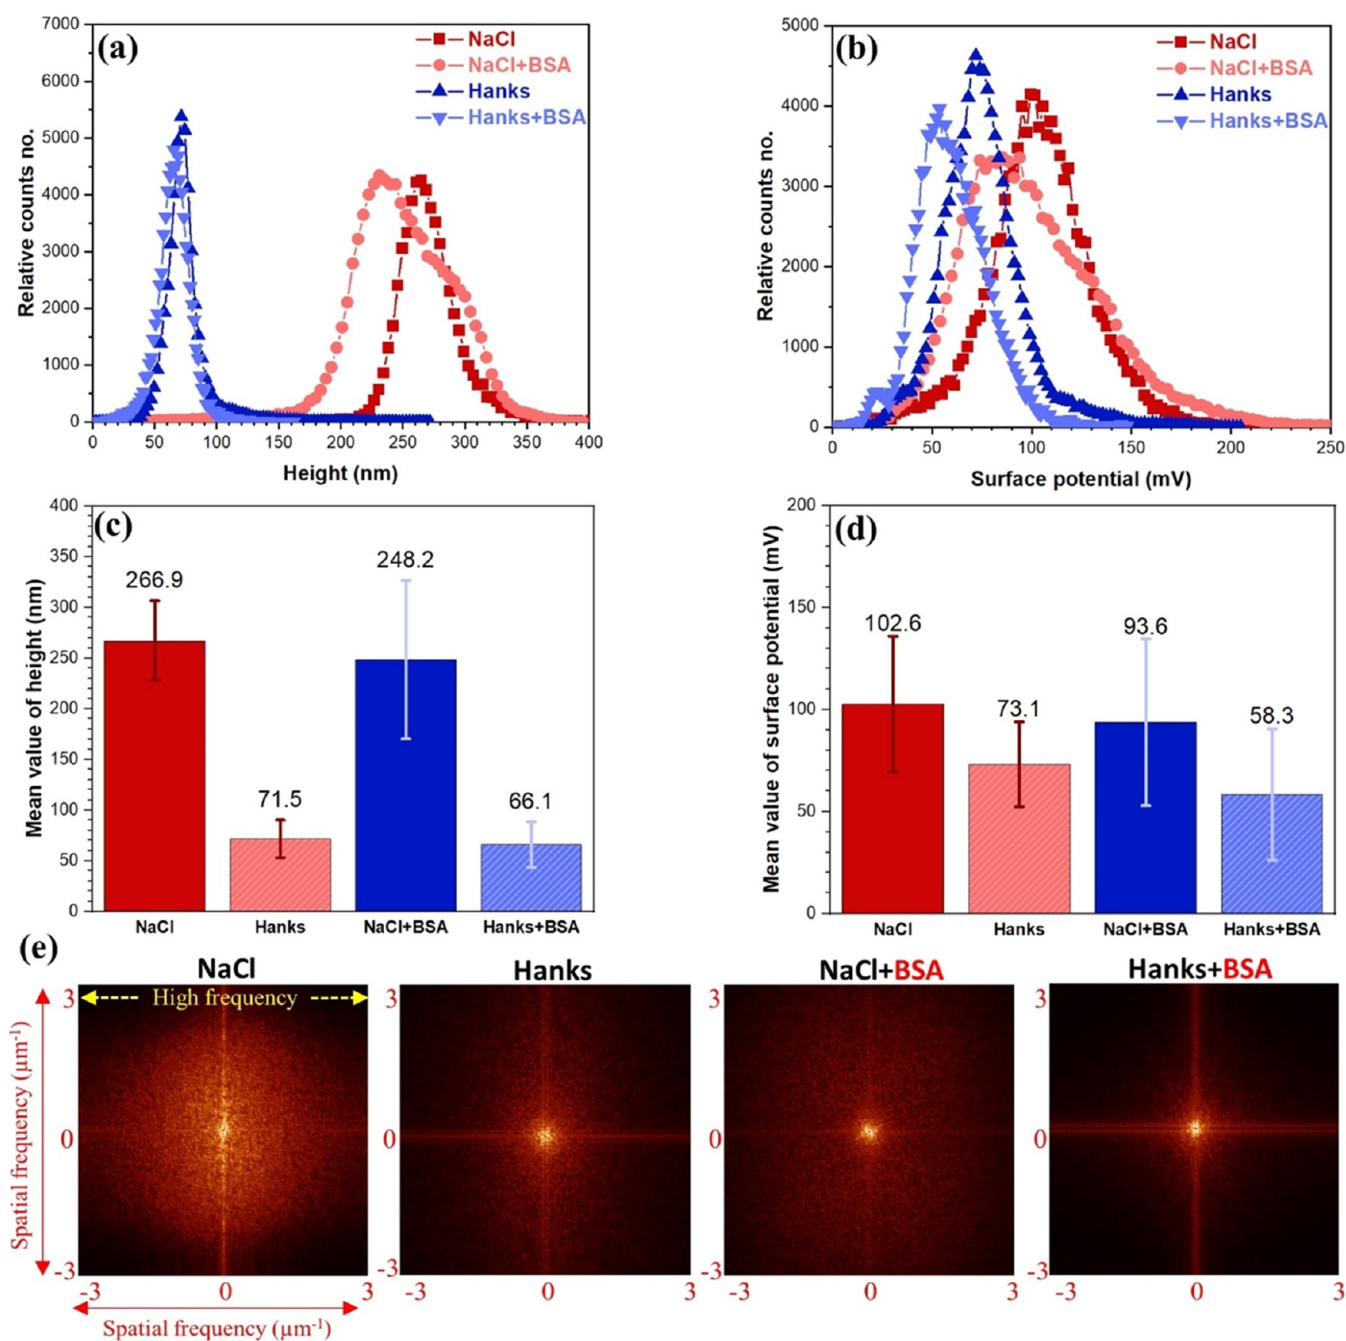 (a)
NaCl
NaCl+BSA
Hanks
Hanks+BSA
7000
6000
5000
4000
3000
2000
1000
0
Relative counts no.
0 50 100 150 200 250 300 350 400
Height (nm)
(b)
NaCl
NaCl+BSA
Hanks
Hanks+BSA
5000
4000
3000
2000
1000
0
Relative counts no.
0 50 100 150 200 250
Surface potential (mV)
(c)
400
350
300
250
200
150
100
50
0
Mean value of height (nm)
266.9
71.5
248.2
66.1
NaCl Hanks NaCl+BSA Hanks+BSA
(d)
200
150
100
50
0
Mean value of surface potential (mV)
102.6
73.1
93.6
58.3
NaCl Hanks NaCl+BSA Hanks+BSA
(e)
NaCl
High frequency
Spatial frequency (µm⁻¹)
3
0
-3
-3 0 3
Spatial frequency (µm⁻¹)
Hanks
3
0
-3
-3 0 3
NaCl+BSA
3
0
-3
-3 0 3
Hanks+BSA
3
0
-3
-3 0 3